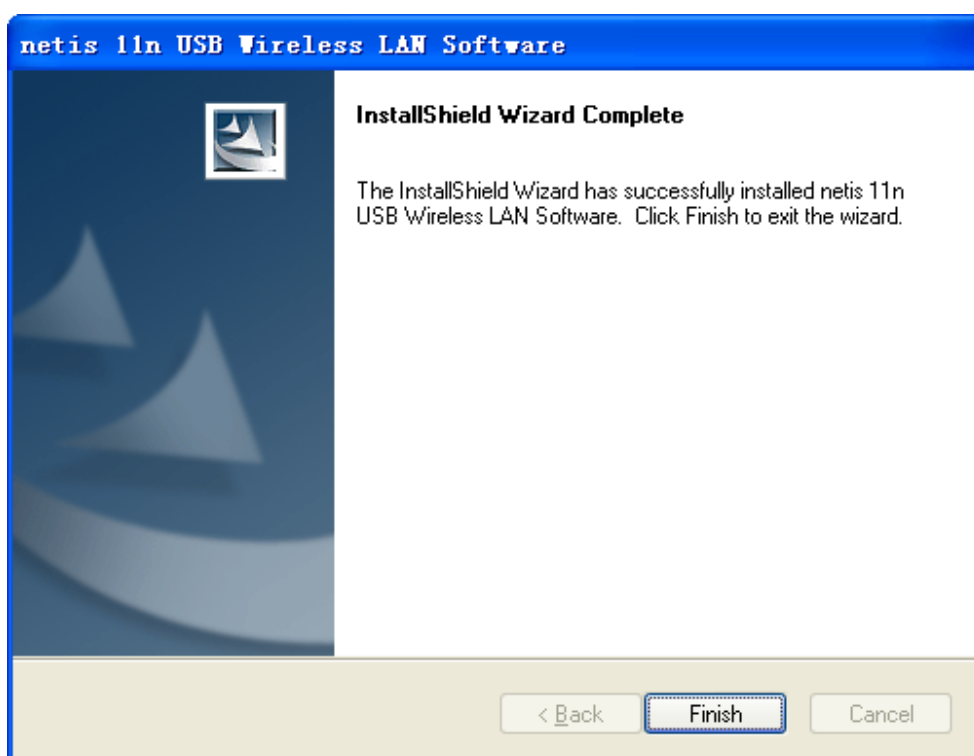 netis 11n USB Wireless LAN Software
InstallShield Wizard Complete
The InstallShield Wizard has successfully installed netis 11n
USB Wireless LAN Software.  Click Finish to exit the wizard.
< Back
Finish
Cancel